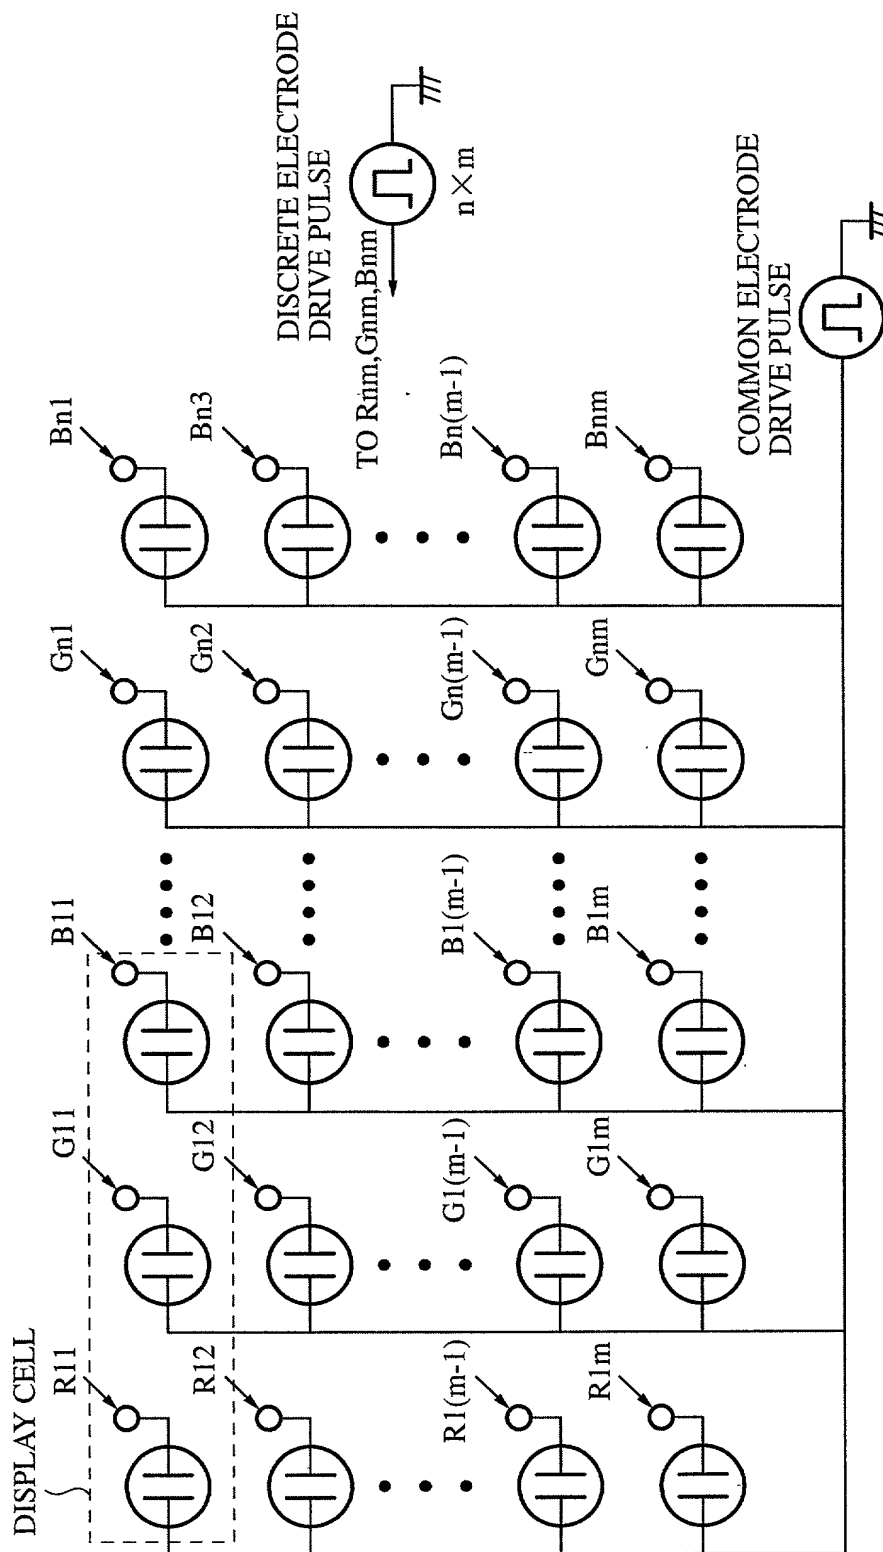 DISPLAY CELL
R11
G11
B11
Gn1
Bn1
R12
G12
B12
Gn2
Bn3
R1(m-1)
G1(m-1)
B1(m-1)
Gn(m-1)
Bn(m-1)
R1m
G1m
B1m
Gnm
Bnm
DISCRETE ELECTRODE
DRIVE PULSE
TO Rnm,Gnm,Bnm
n×m
COMMON ELECTRODE
DRIVE PULSE